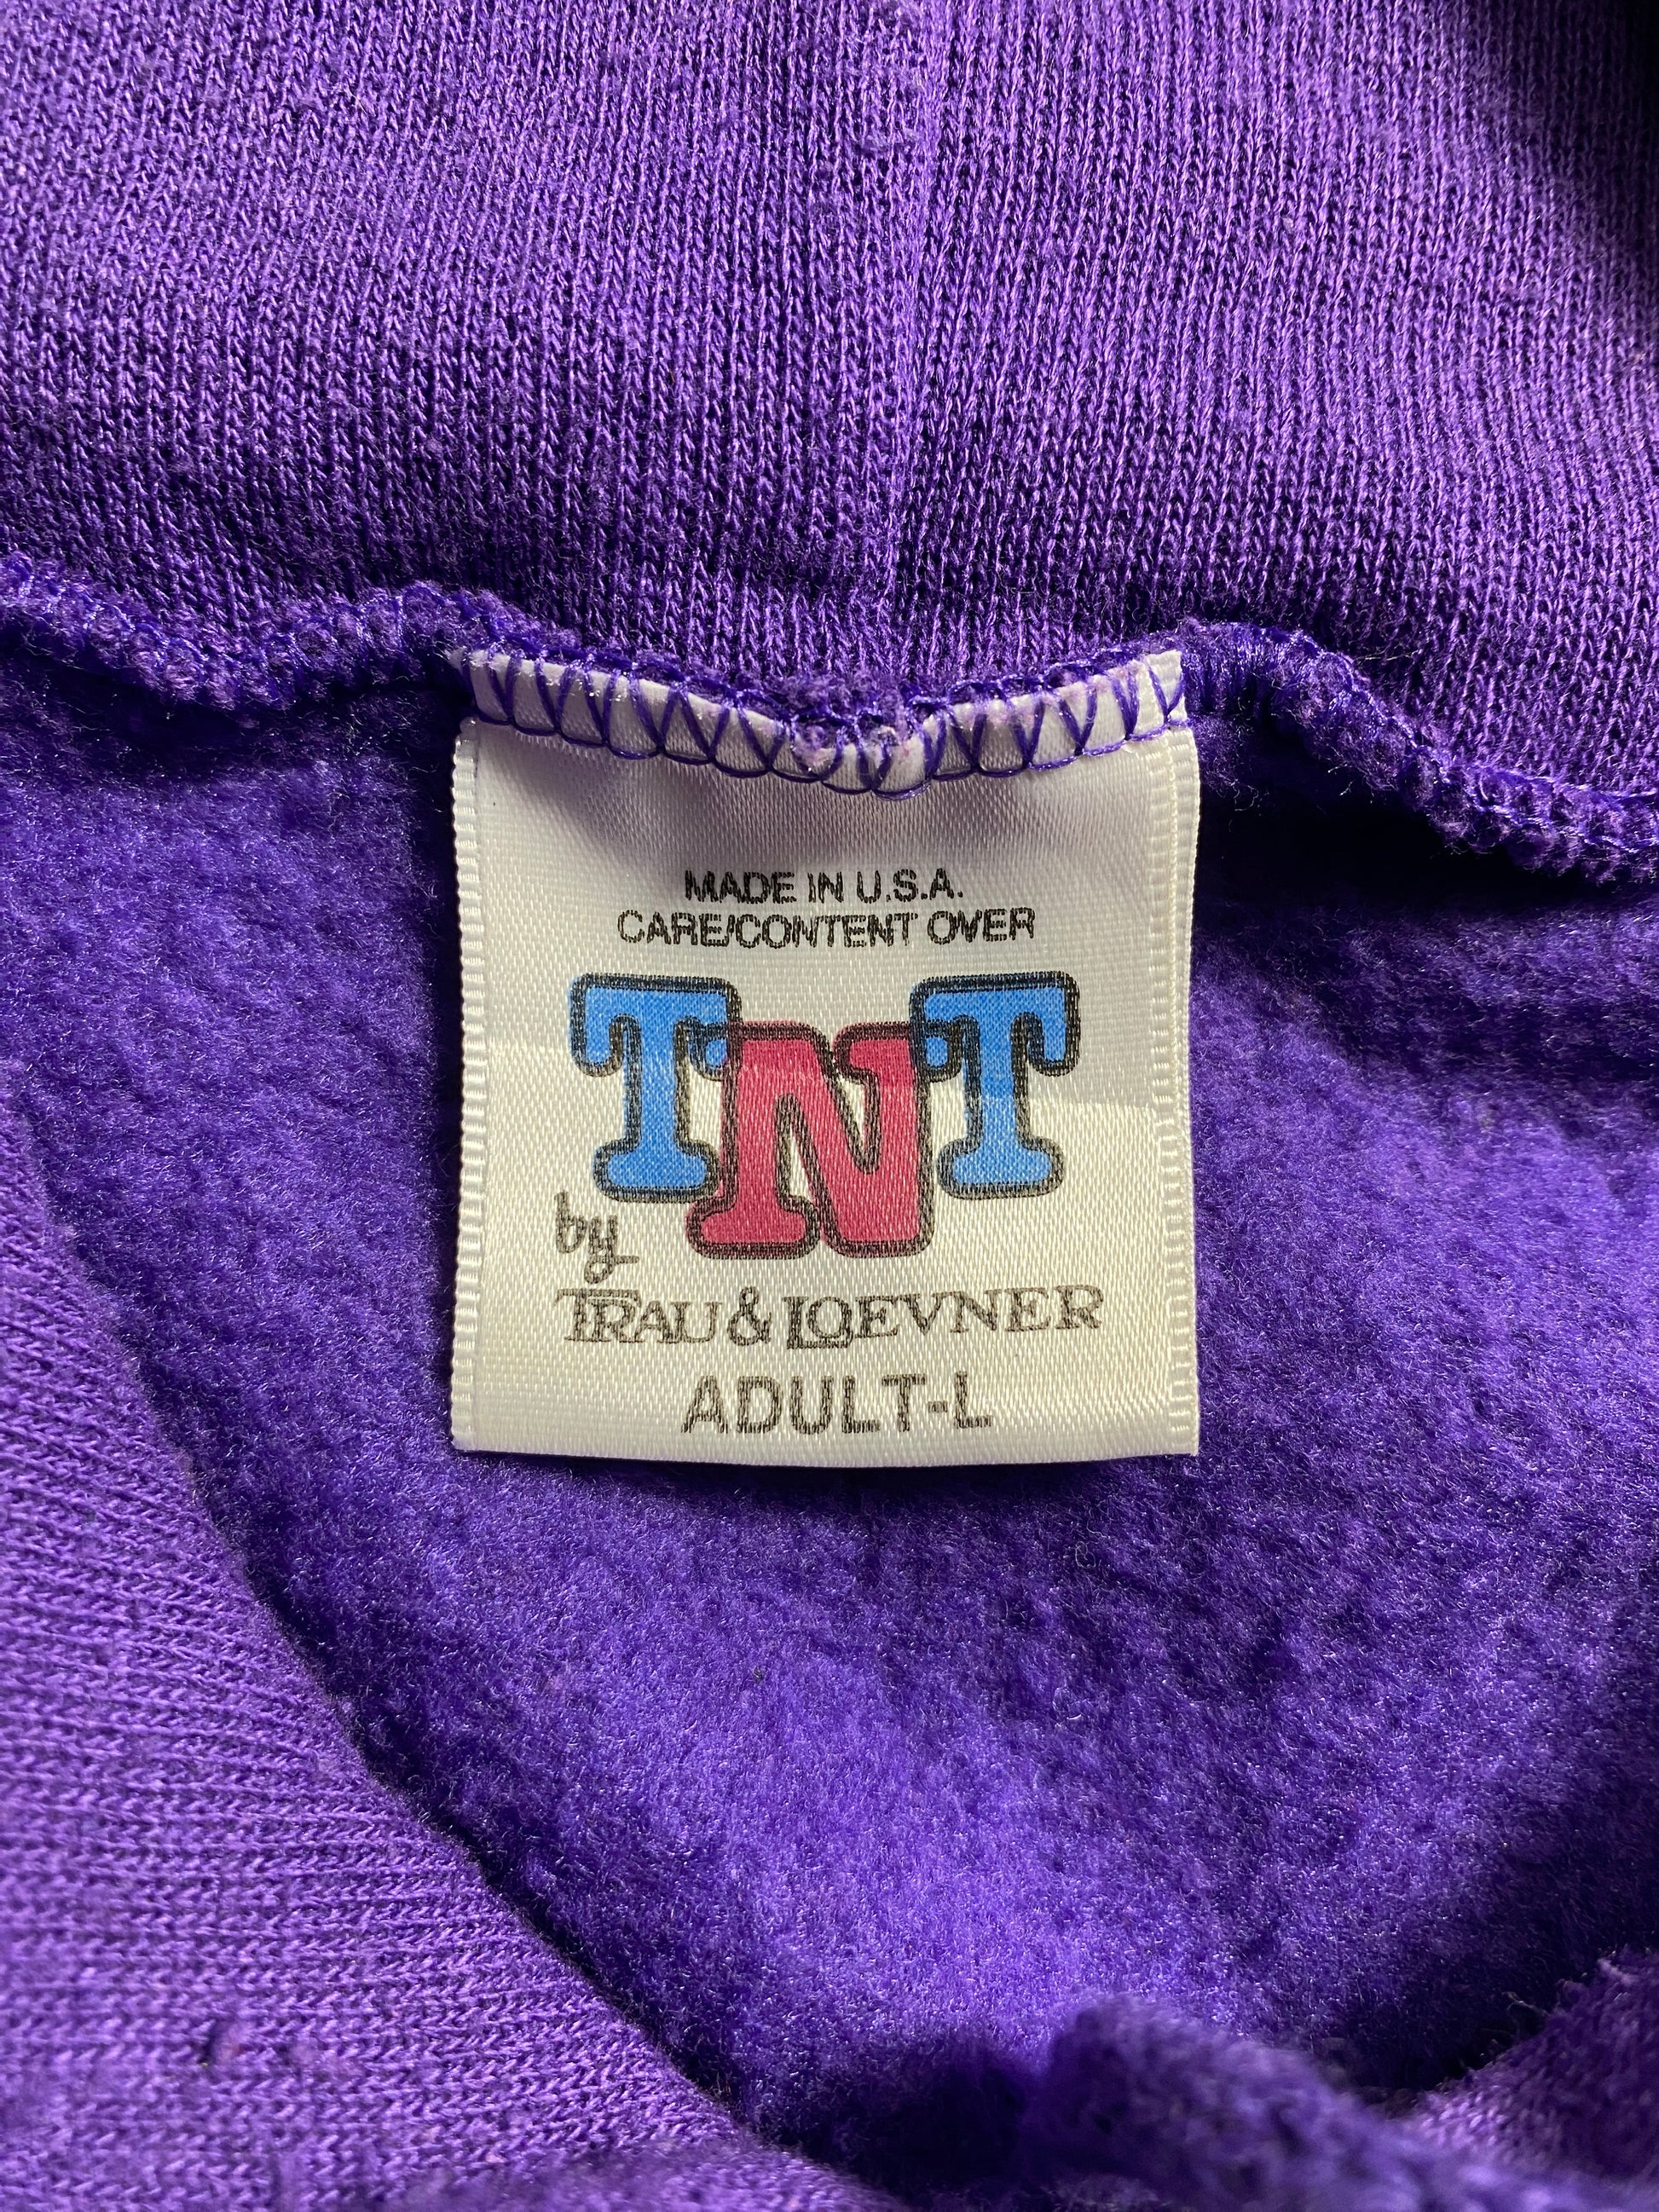 MADE IN U.S.A.
CARE/CONTENT OVER
TNT
by
TRAU & LOEVNER
ADULT-L